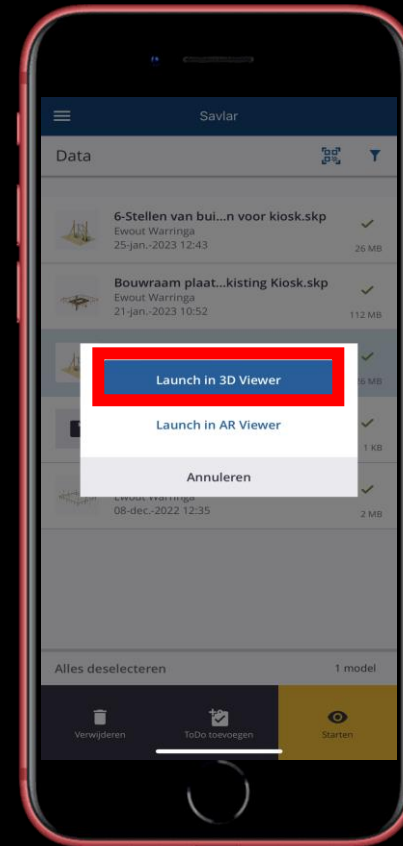 Savlar
Data
6-Stellen van bui...n voor kiosk.skp
Ewout Warringa
25-jan.-2023 12:43
26 MB
Bouwraam plaat...kisting Kiosk.skp
Ewout Warringa
21-jan.-2023 10:52
112 MB
Launch in 3D Viewer
26 MB
Launch in AR Viewer
1 KB
Annuleren
Ewout Warringa
08-dec.-2022 12:35
2 MB
Alles deselecteren
1 model
Verwijderen
ToDo toevoegen
Starten